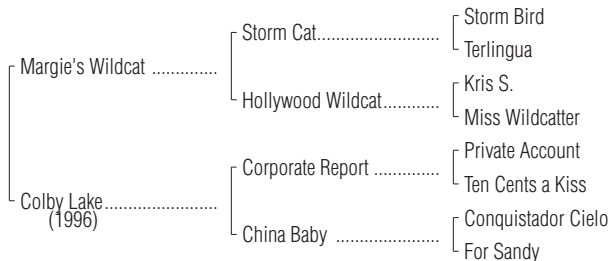 Storm Bird
Storm Cat..................
Terlingua
Margie's Wildcat .............
Kris S.
Hollywood Wildcat...........
Miss Wildcatter
Private Account
Corporate Report .............
Ten Cents a Kiss
Colby Lake......................
(1996)
Conquistador Cielo
China Baby ....................
For Sandy